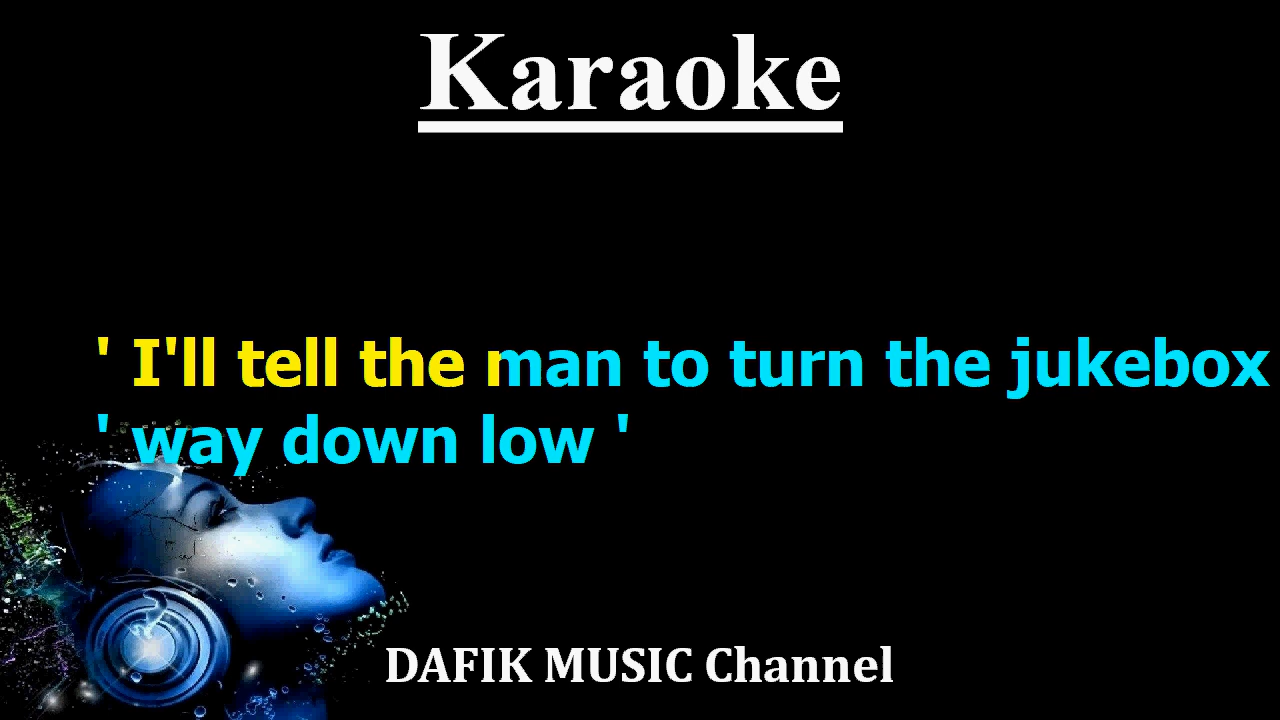 Karaoke
' I'll tell the man to turn the jukebox
' way down low '
DAFIK MUSIC Channel